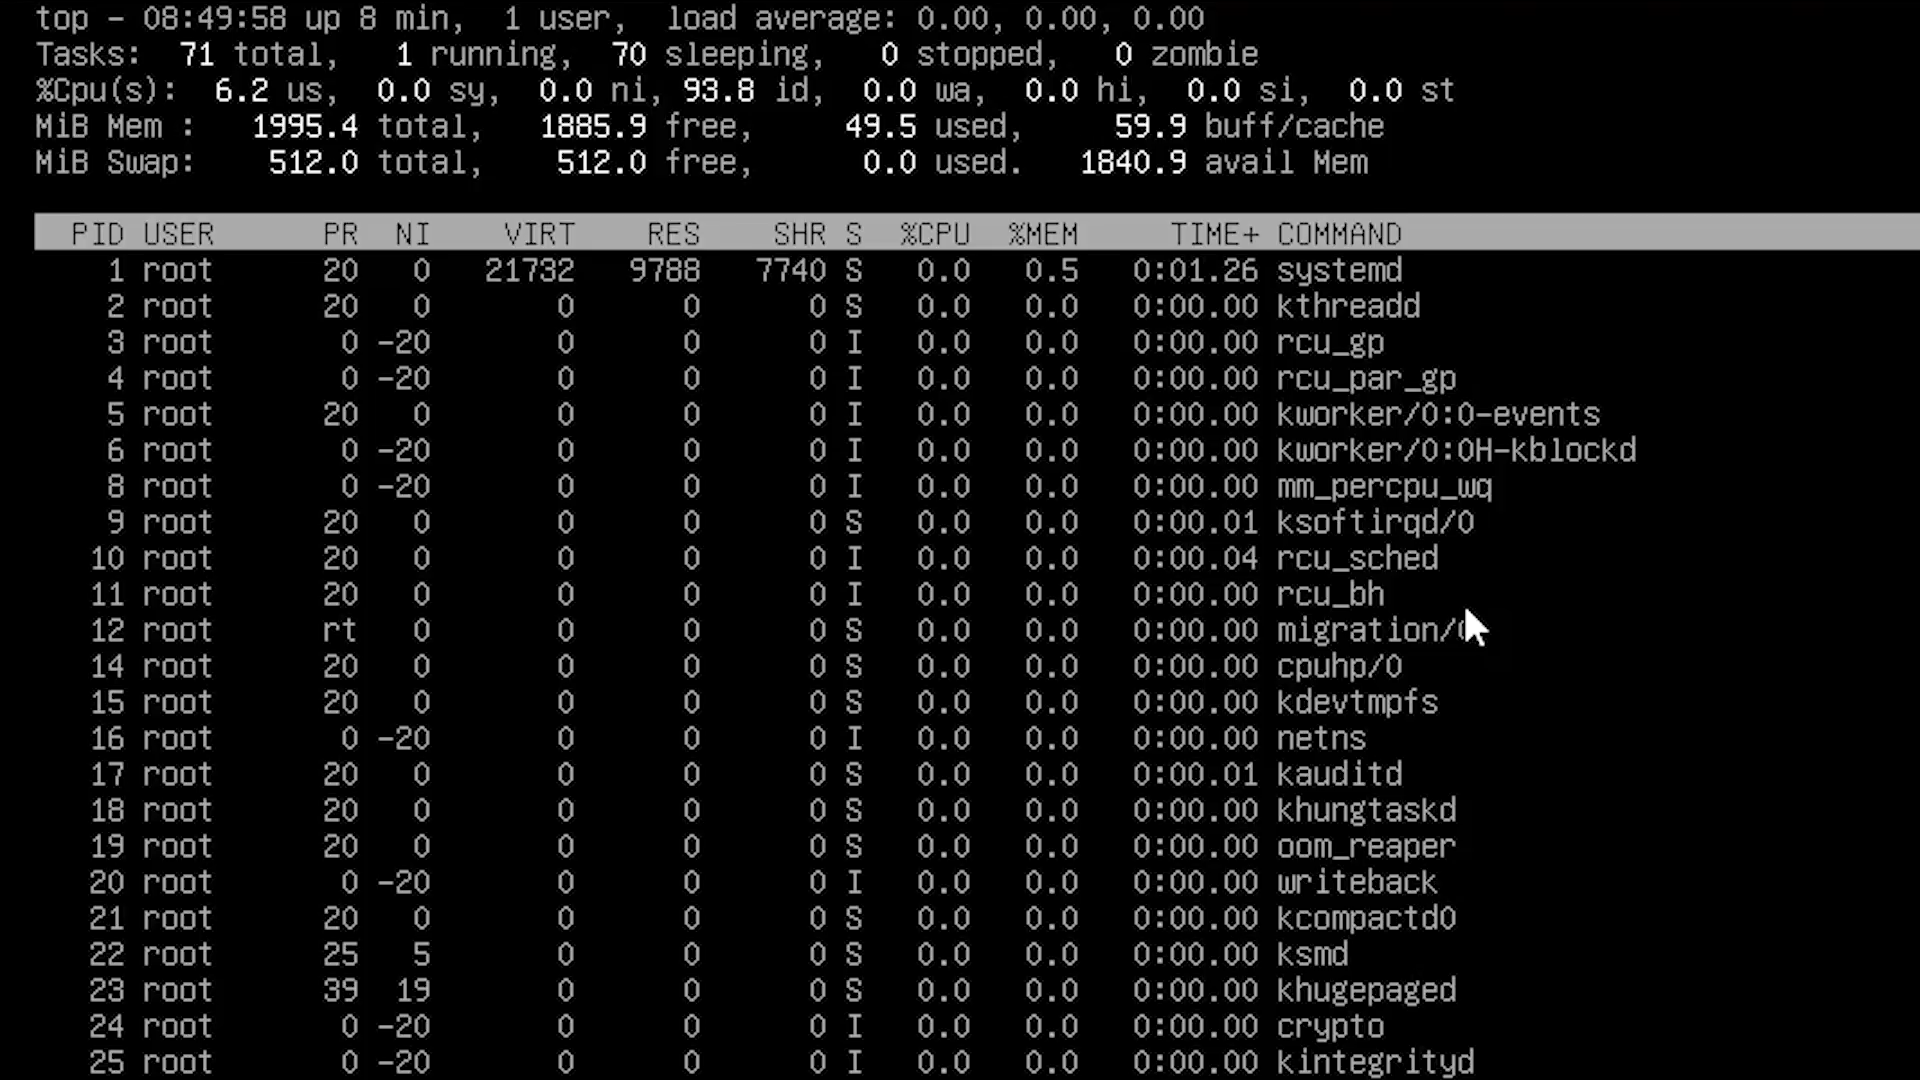 top - 08:49:58 up 8 min,  1 user,  load average: 0.00, 0.00, 0.00
Tasks:  71 total,   1 running,  70 sleeping,   0 stopped,   0 zombie
%Cpu(s):  6.2 us,  0.0 sy,  0.0 ni, 93.8 id,  0.0 wa,  0.0 hi,  0.0 si,  0.0 st
MiB Mem :   1995.4 total,   1885.9 free,     49.5 used,     59.9 buff/cache
MiB Swap:    512.0 total,    512.0 free,      0.0 used.   1840.9 avail Mem
PID USER      PR  NI    VIRT    RES    SHR S  %CPU  %MEM     TIME+ COMMAND
1 root      20   0   21732   9788   7740 S   0.0   0.5   0:01.26 systemd
2 root      20   0       0      0      0 S   0.0   0.0   0:00.00 kthreadd
3 root       0 -20       0      0      0 I   0.0   0.0   0:00.00 rcu_gp
4 root       0 -20       0      0      0 I   0.0   0.0   0:00.00 rcu_par_gp
5 root      20   0       0      0      0 I   0.0   0.0   0:00.00 kworker/0:0-events
6 root       0 -20       0      0      0 I   0.0   0.0   0:00.00 kworker/0:0H-kblockd
8 root       0 -20       0      0      0 I   0.0   0.0   0:00.00 mm_percpu_wq
9 root      20   0       0      0      0 S   0.0   0.0   0:00.01 ksoftirqd/0
10 root      20   0       0      0      0 I   0.0   0.0   0:00.04 rcu_sched
11 root      20   0       0      0      0 I   0.0   0.0   0:00.00 rcu_bh
12 root      rt   0       0      0      0 S   0.0   0.0   0:00.00 migration/0
14 root      20   0       0      0      0 S   0.0   0.0   0:00.00 cpuhp/0
15 root      20   0       0      0      0 S   0.0   0.0   0:00.00 kdevtmpfs
16 root       0 -20       0      0      0 I   0.0   0.0   0:00.00 netns
17 root      20   0       0      0      0 S   0.0   0.0   0:00.01 kauditd
18 root      20   0       0      0      0 S   0.0   0.0   0:00.00 khungtaskd
19 root      20   0       0      0      0 S   0.0   0.0   0:00.00 oom_reaper
20 root       0 -20       0      0      0 I   0.0   0.0   0:00.00 writeback
21 root      20   0       0      0      0 S   0.0   0.0   0:00.00 kcompactd0
22 root      25   5       0      0      0 S   0.0   0.0   0:00.00 ksmd
23 root      39  19       0      0      0 S   0.0   0.0   0:00.00 khugepaged
24 root       0 -20       0      0      0 I   0.0   0.0   0:00.00 crypto
25 root       0 -20       0      0      0 I   0.0   0.0   0:00.00 kintegrityd